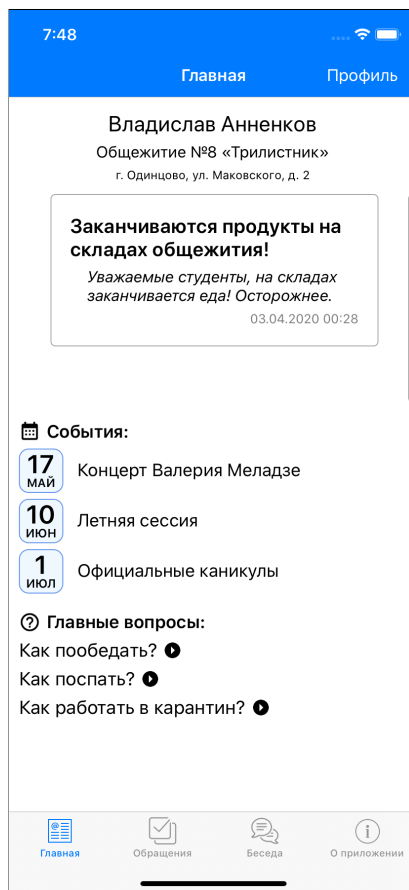 7:48
Главная
Профиль
Владислав Анненков
Общежитие №8 «Трилистник»
г. Одинцово, ул. Маковского, д. 2
Заканчиваются продукты на
складах общежития!
Уважаемые студенты, на складах
заканчивается еда! Осторожнее.
03.04.2020 00:28
События:
17
МАЙ
Концерт Валерия Меладзе
10
ИЮН
Летняя сессия
1
ИЮЛ
Официальные каникулы
Главные вопросы:
Как пообедать?
Как поспать?
Как работать в карантин?
Главная
Обращения
Беседа
О приложении